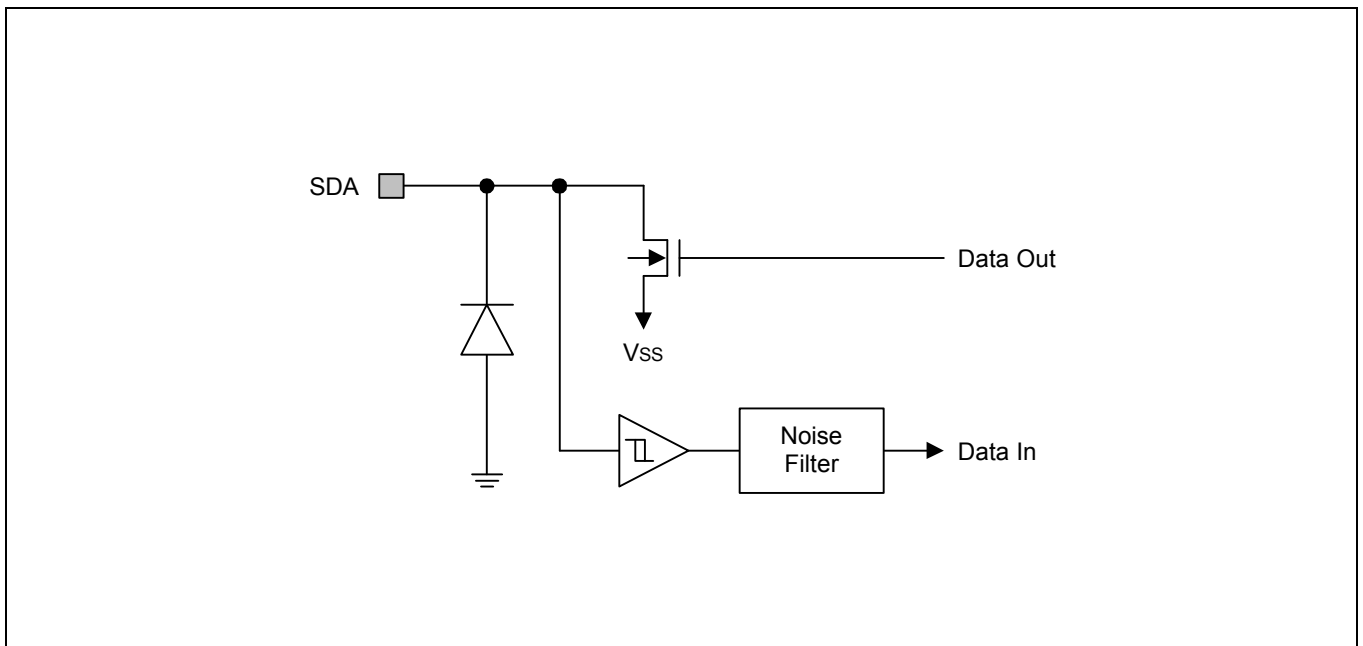 SDA
Data Out
Vss
Noise
Filter
Data In